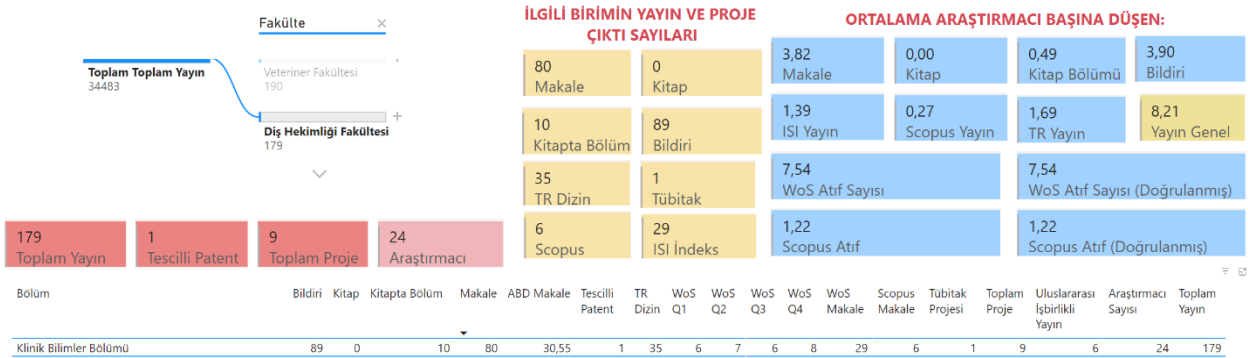 Fakülte
Toplam Toplam Yayın
34483
Veteriner Fakültesi
190
Diş Hekimliği Fakültesi
179
179
Toplam Yayın
1
Tescilli Patent
9
Toplam Proje
24
Araştırmacı
İLGİLİ BİRİMİN YAYIN VE PROJE
ÇIKTI SAYILARI
80
Makale
0
Kitap
10
Kitapta Bölüm
89
Bildiri
35
TR Dizin
1
Tübitak
6
Scopus
29
ISI İndeks
ORTALAMA ARAŞTIRMACI BAŞINA DÜŞEN:
3,82
Makale
0,00
Kitap
0,49
Kitap Bölümü
3,90
Bildiri
1,39
ISI Yayın
0,27
Scopus Yayın
1,69
TR Yayın
8,21
Yayın Genel
7,54
WoS Atıf Sayısı
7,54
WoS Atıf Sayısı (Doğrulanmış)
1,22
Scopus Atıf
1,22
Scopus Atıf (Doğrulanmış)
Bölüm Bildiri Kitap Kitapta Bölüm Makale ABD Makale Tescilli Patent TR Dizin WoS Q1 WoS Q2 WoS Q3 WoS Q4 WoS Makale Scopus Makale Tübitak Projesi Toplam Proje Uluslararası İşbirlikli Yayın Araştırmacı Sayısı Toplam Yayın
Klinik Bilimler Bölümü 89 0 10 80 30,55 1 35 6 7 6 8 29 6 1 9 6 24 179